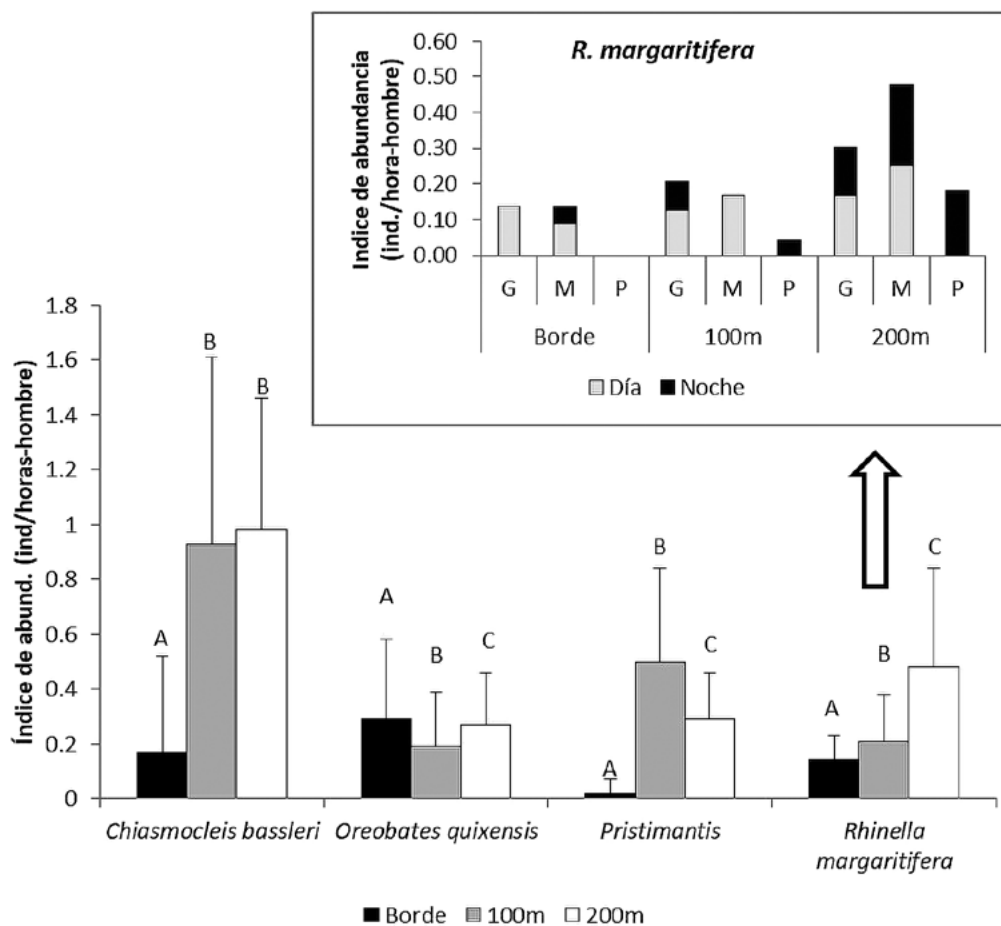 R. margaritifera
Indice de abundancia
(ind./hora-hombre)
0.60
0.50
0.40
0.30
0.20
0.10
0.00
G M P G M P G M P
Borde 100m 200m
Día Noche
Índice de abund. (ind/horas-hombre)
1.8
1.6
1.4
1.2
1
0.8
0.6
0.4
0.2
0
A B B
A B C
A B C
A B C
Chiasmocleis bassleri Oreobates quixensis Pristimantis Rhinella
margaritifera
Borde 100m 200m